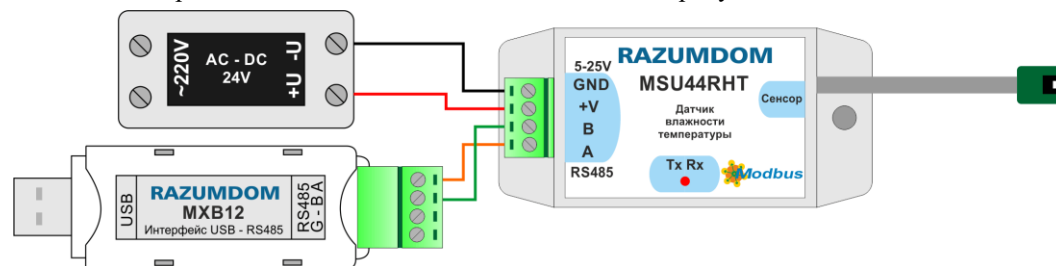 ~220V
AC - DC
24V
-U
+U
USB
RAZUMDOM
MXB12
Интерфейс USB - RS485
RS485
G - B A
5-25V
GND
+V
B
A
RS485
RAZUMDOM
MSU44RHT
Датчик
влажности
температуры
Tx Rx
Modbus
Сенсор